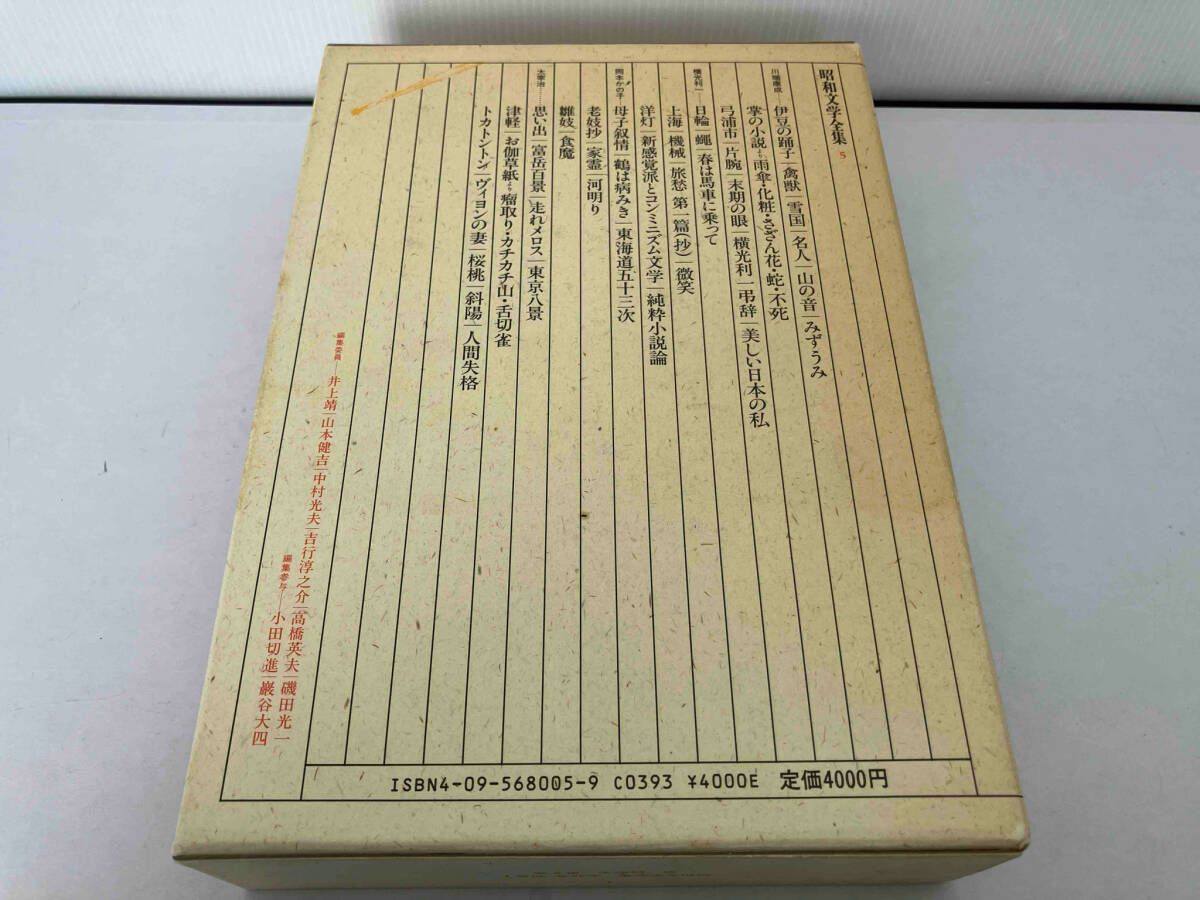 昭和文学全集 5
川端康成
伊豆の踊子｜禽獣｜雪国｜名人｜山の音｜みずうみ
掌の小説より 雨傘・化粧・さざん花・蛇・不死
弓浦市｜片腕｜末期の眼｜横光利一弔辞｜美しい日本の私
横光利一
日輪｜蠅｜春は馬車に乗って
上海｜機械｜旅愁 第一篇(抄)｜微笑
洋灯｜新感覚派とコンミニズム文学｜純粋小説論
岡本かの子
母子叙情｜鶴は病みき｜東海道五十三次
老妓抄｜家霊｜河明り
雛妓｜食魔
太宰治
思い出｜富岳百景｜走れメロス｜東京八景
津軽｜お伽草紙より 瘤取り・カチカチ山・舌切雀
トカトントン｜ヴィヨンの妻｜桜桃｜斜陽｜人間失格
編集委員 井上靖｜山本健吉｜中村光夫｜吉行淳之介｜高橋英夫｜磯田光一
編集参与 小田切進｜巌谷大四
ISBN4-09-568005-9 C0393 ¥4000E 定価4000円